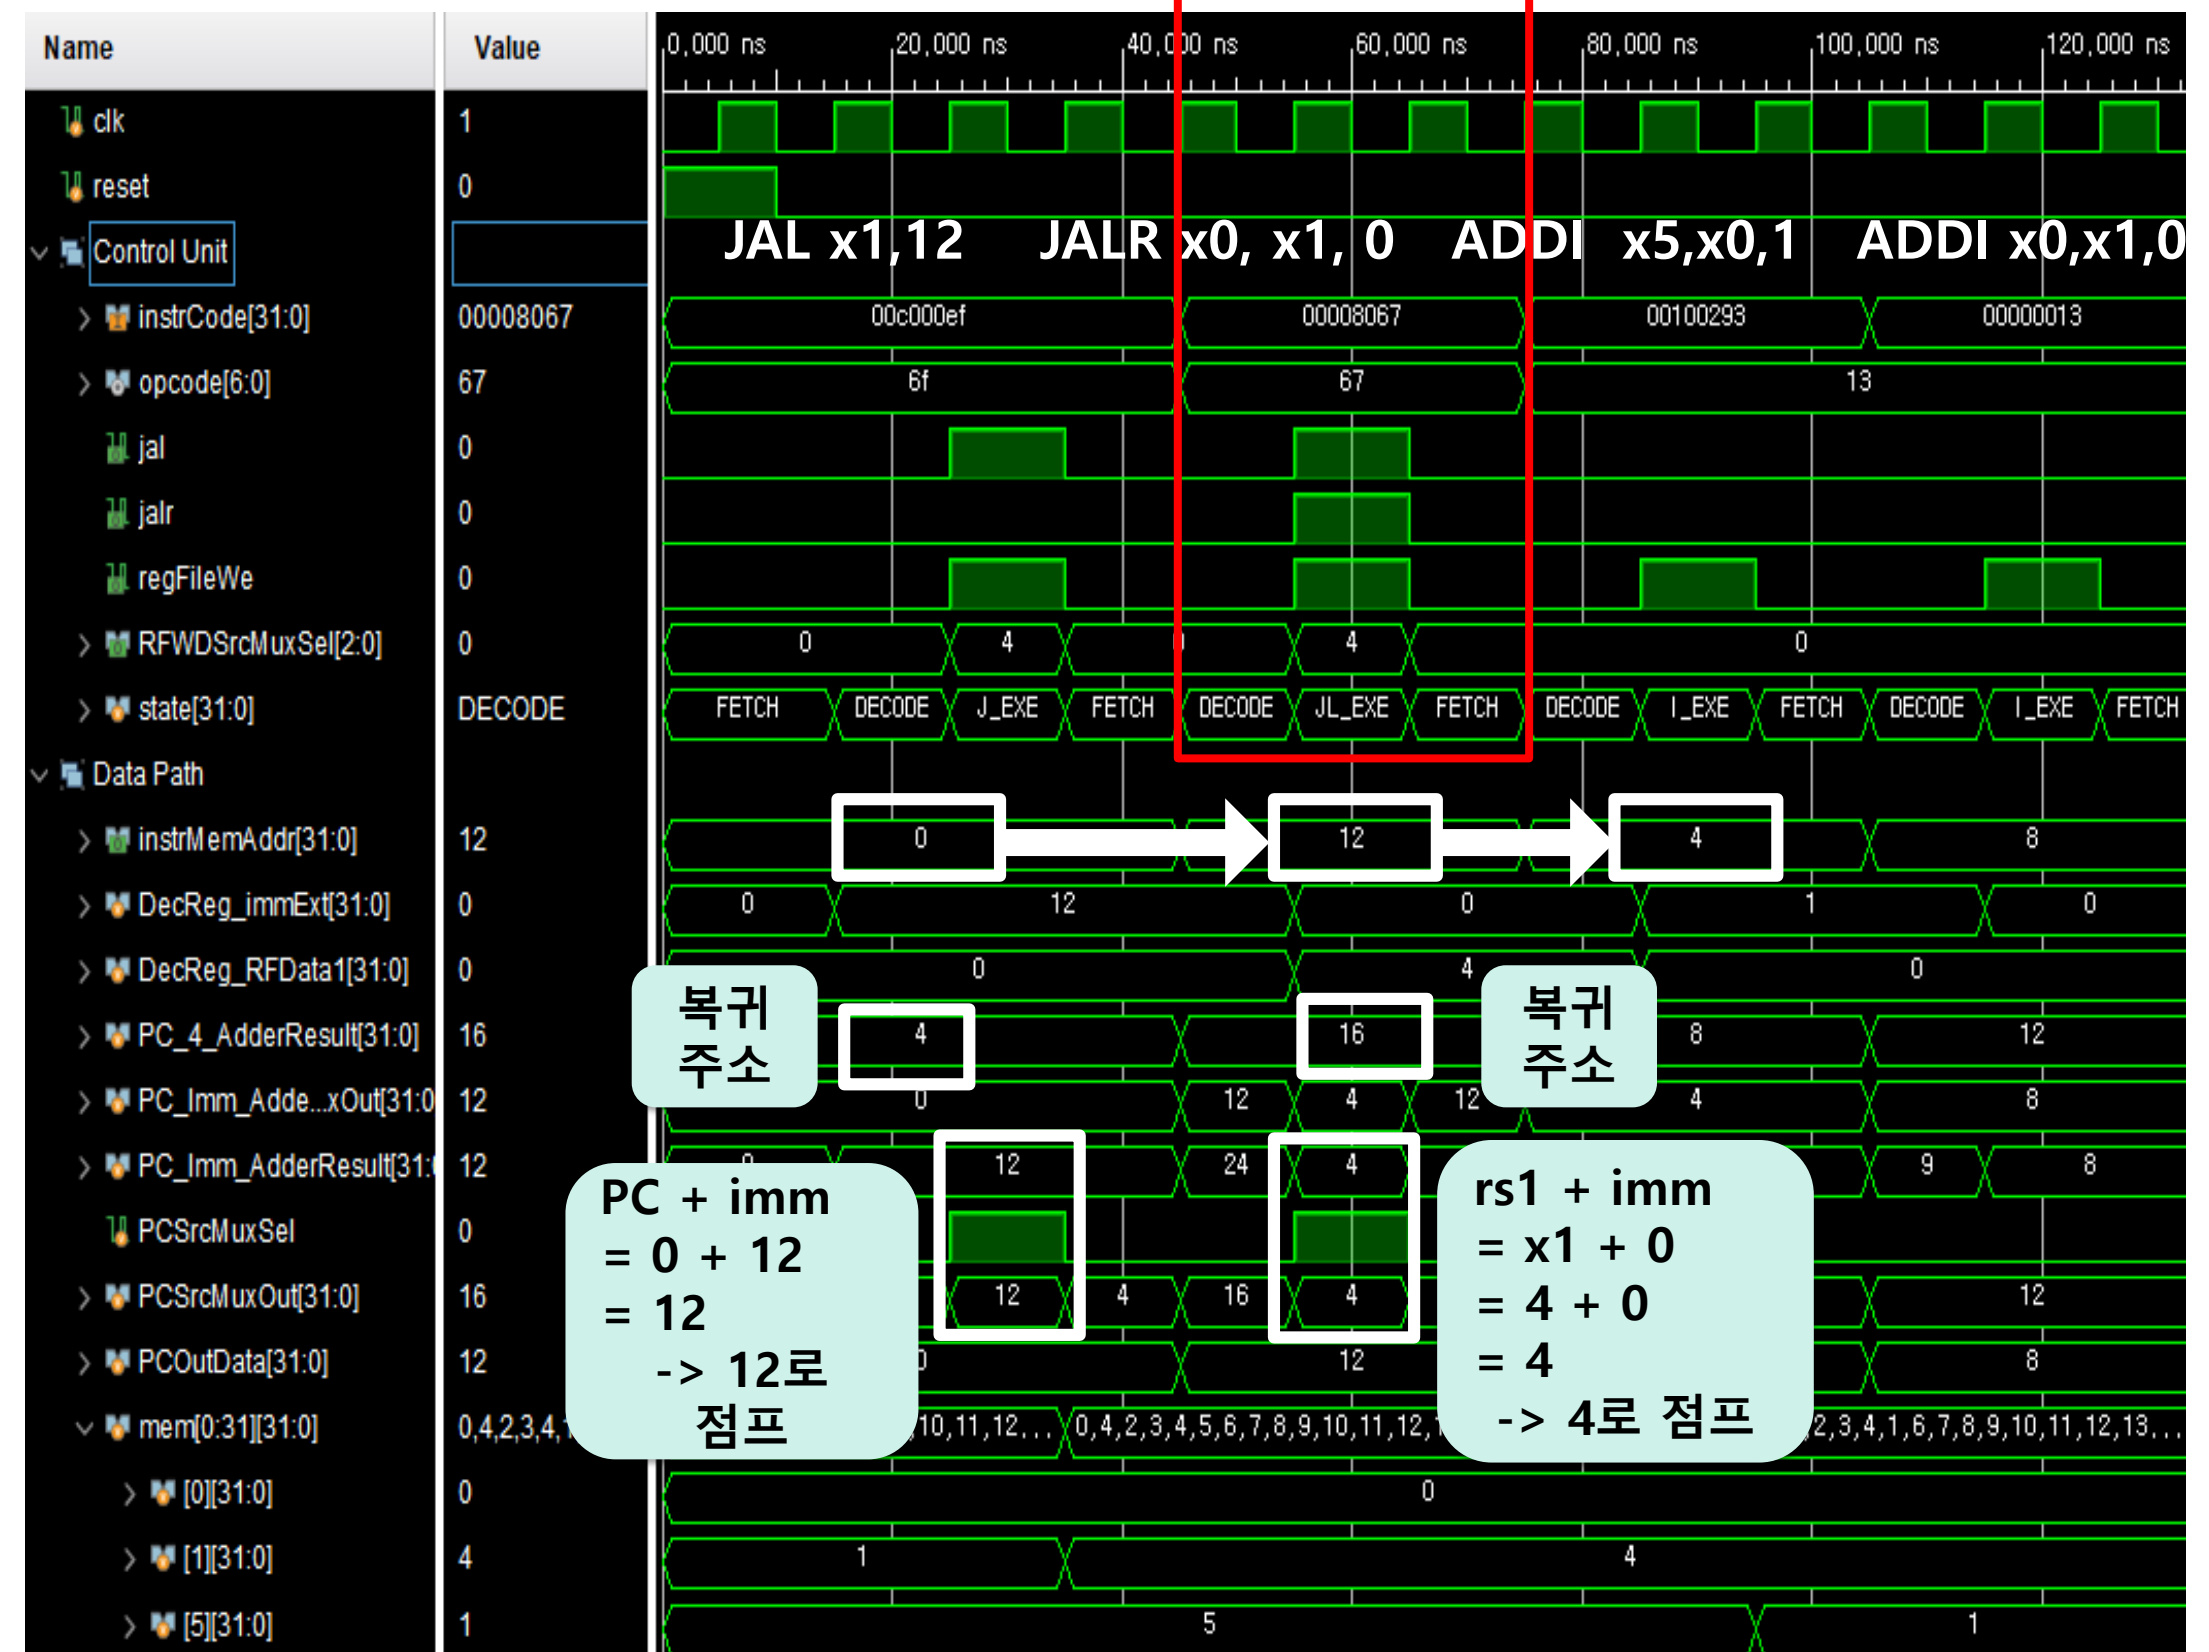 Name Value 0,000 ns 20,000 ns 40,000 ns 60,000 ns 80,000 ns 100,000 ns 120,000 ns
clk 1
reset 0
JAL x1,12 JALR x0, x1, 0 ADDI x5,x0,1 ADDI x0,x1,0
Control Unit
instrCode[31:0] 00008067 00c000ef 00008067 00100293 00000013
opcode[6:0] 67 6f 67 13
jal 0
jalr 0
regFileWe 0
RFWDSrcMuxSel[2:0] 0 0 4 0 4 0
state[31:0] DECODE FETCH DECODE J_EXE FETCH DECODE JL_EXE FETCH DECODE I_EXE FETCH DECODE I_EXE FETCH
Data Path
instrMemAddr[31:0] 12 0 12 4 8
DecReg_immExt[31:0] 0 0 12 0 1 0
DecReg_RFData1[31:0] 0 0 4 0
복귀
주소
복귀
주소
PC_4_AdderResult[31:0] 16 4 16 8 12
PC_Imm_Adde...xOut[31:0 12 0 12 4 12 4 8
PC_Imm_AdderResult[31: 12 0 12 24 4 9 8
PCSrcMuxSel 0
PCSrcMuxOut[31:0] 16 12 4 16 4 12
PCOutData[31:0] 12 0 12 8
PC + imm
= 0 + 12
= 12
-> 12로
점프
rs1 + imm
= x1 + 0
= 4 + 0
= 4
-> 4로 점프
mem[0:31][31:0] 0,4,2,3,4, 10,11,12... 0,4,2,3,4,5,6,7,8,9,10,11,12, 2,3,4,1,6,7,8,9,10,11,12,13...
[0][31:0] 0 0
[1][31:0] 4 1 4
[5][31:0] 1 5 1